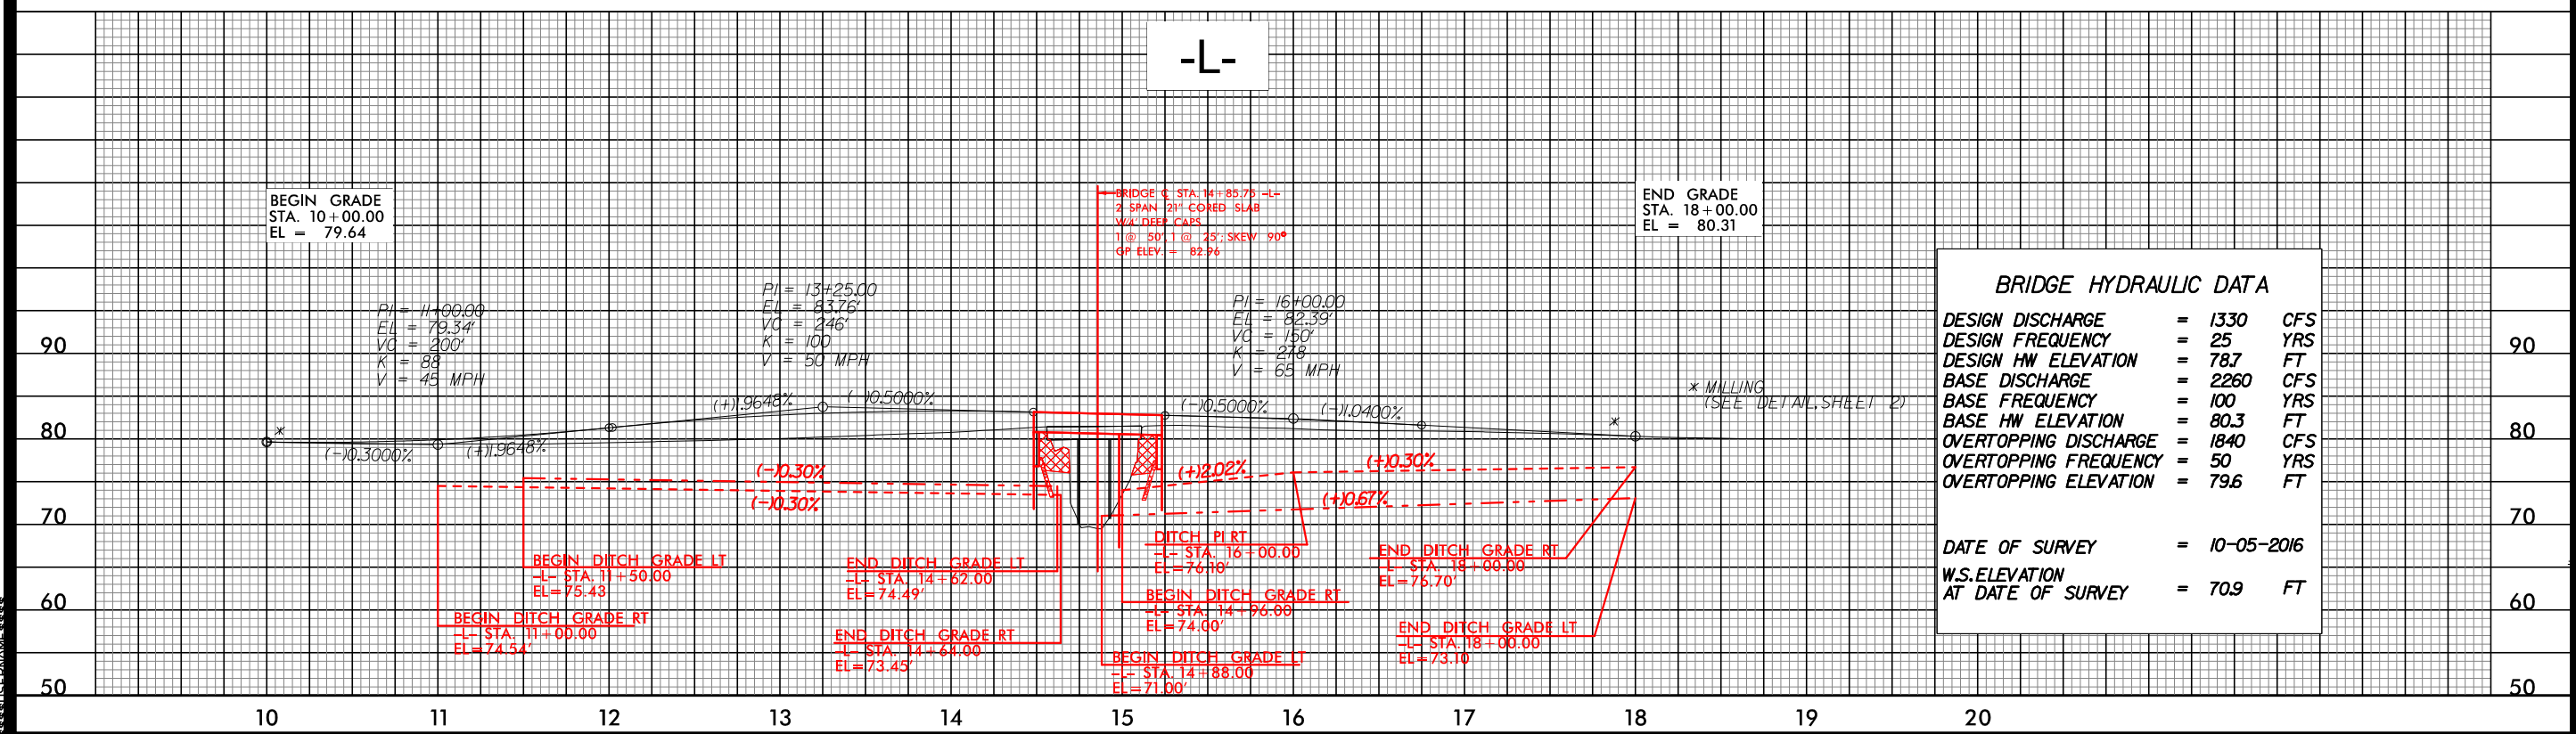 -L-
BEGIN GRADE
STA. 10+00.00
EL = 79.64
BRIDGE ℄ STA. 14+85.75 -L-
2 SPAN 21" CORED SLAB
W/4' DEEP CAPS
1 @ 50', 1 @ 25'; SKEW 90°
GP ELEV. = 82.96
END GRADE
STA. 18+00.00
EL = 80.31
PI = 11+00.00
EL = 79.34'
VC = 200'
K = 88
V = 45 MPH
PI = 13+25.00
EL = 83.76'
VC = 246'
K = 100
V = 50 MPH
PI = 16+00.00
EL = 82.39'
VC = 150'
K = 278
V = 65 MPH
BRIDGE HYDRAULIC DATA
DESIGN DISCHARGE = 1330 CFS
DESIGN FREQUENCY = 25 YRS
DESIGN HW ELEVATION = 78.7 FT
BASE DISCHARGE = 2260 CFS
BASE FREQUENCY = 100 YRS
BASE HW ELEVATION = 80.3 FT
OVERTOPPING DISCHARGE = 1840 CFS
OVERTOPPING FREQUENCY = 50 YRS
OVERTOPPING ELEVATION = 79.6 FT
DATE OF SURVEY = 10-05-2016
W.S. ELEVATION
AT DATE OF SURVEY = 70.9 FT
90
90
* MILLING
(SEE DETAIL, SHEET 2)
80
80
*
*
(-)0.3000%
(+)1.9648%
(+)1.9648%
(-)0.5000%
(-)0.5000%
(-)1.0400%
(-)0.30%
(-)0.30%
(+)2.02%
(+)0.30%
(+)0.67%
70
70
BEGIN DITCH GRADE LT
-L- STA. 11+50.00
EL=75.43
END DITCH GRADE LT
-L- STA. 14+62.00
EL=74.49'
DITCH PI RT
-L- STA. 16+00.00
EL=76.10'
END DITCH GRADE RT
-L- STA. 18+00.00
EL=76.70'
60
60
BEGIN DITCH GRADE RT
-L- STA. 11+00.00
EL=74.54'
END DITCH GRADE RT
-L- STA. 14+64.00
EL=73.45'
BEGIN DITCH GRADE RT
-L- STA. 14+96.00
EL=74.00'
END DITCH GRADE LT
-L- STA. 18+00.00
EL=73.10
BEGIN DITCH GRADE LT
-L- STA. 14+88.00
EL=71.00'
50
50
10 11 12 13 14 15 16 17 18 19 20